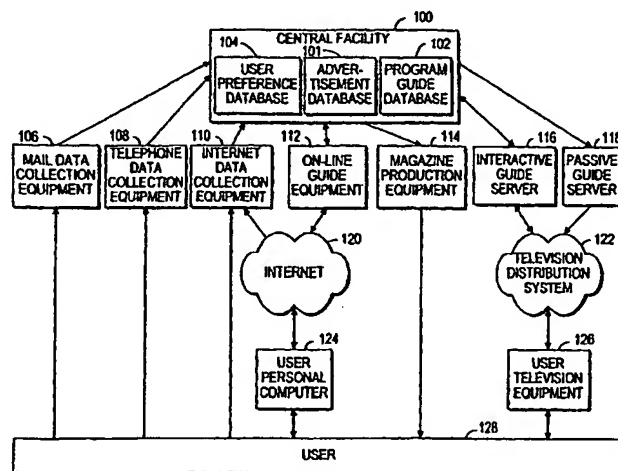 100
CENTRAL FACILITY
104
101
102
USER
PREFERENCE
DATABASE
ADVER-
TISEMENT
DATABASE
PROGRAM
GUIDE
DATABASE
106
MAIL DATA
COLLECTION
EQUIPMENT
108
TELEPHONE
DATA
COLLECTION
EQUIPMENT
110
INTERNET
DATA
COLLECTION
EQUIPMENT
112
ON-LINE
GUIDE
EQUIPMENT
114
MAGAZINE
PRODUCTION
EQUIPMENT
116
INTERACTIVE
GUIDE
SERVER
118
PASSIVE
GUIDE
SERVER
120
INTERNET
122
TELEVISION
DISTRIBUTION
SYSTEM
124
USER
PERSONAL
COMPUTER
126
USER
TELEVISION
EQUIPMENT
128
USER